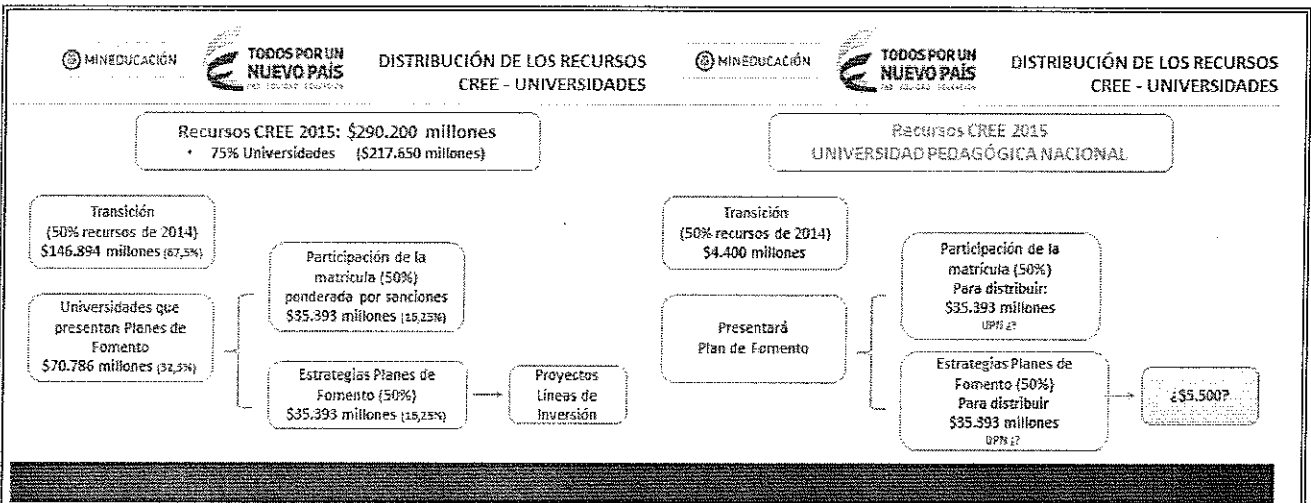 MINEDUCACIÓN
TODOS POR UN
NUEVO PAÍS
PAZ EQUIDAD EDUCACIÓN
DISTRIBUCIÓN DE LOS RECURSOS
CREE - UNIVERSIDADES
Recursos CREE 2015: $290.200 millones
• 75% Universidades ($217.650 millones)
Transición
(50% recursos de 2014)
$146.894 millones (67,5%)
Universidades que
presentan Planes de
Fomento
$70.786 millones (32,5%)
Participación de la
matrícula (50%)
ponderada por sanciones
$35.393 millones (16,25%)
Estrategias Planes de
Fomento (50%)
$35.393 millones (16,25%)
Proyectos
Líneas de
Inversión
MINEDUCACIÓN
TODOS POR UN
NUEVO PAÍS
PAZ EQUIDAD EDUCACIÓN
DISTRIBUCIÓN DE LOS RECURSOS
CREE - UNIVERSIDADES
Recursos CREE 2015
UNIVERSIDAD PEDAGÓGICA NACIONAL
Transición
(50% recursos de 2014)
$4.400 millones
Presentará
Plan de Fomento
Participación de la
matrícula (50%)
Para distribuir:
$35.393 millones
UPN ¿?
Estrategias Planes de
Fomento (50%)
Para distribuir
$35.393 millones
UPN ¿?
¿$5.500?